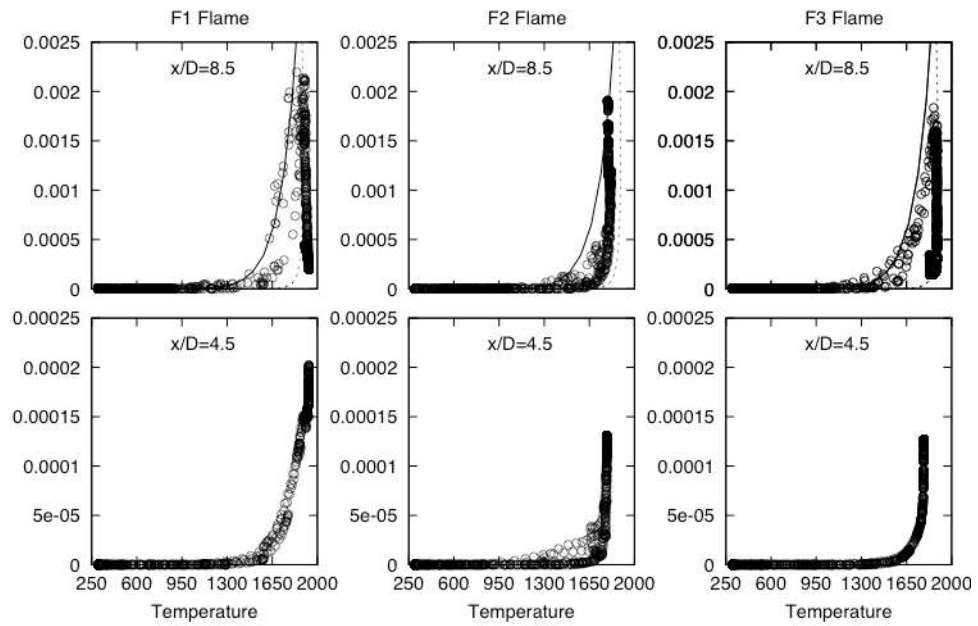 F1 Flame F2 Flame F3 Flame
0.0025 0.0025 0.0025
x/D=8.5 x/D=8.5 x/D=8.5
0.002 0.002 0.002
0.0015 0.0015 0.0015
0.001 0.001 0.001
0.0005 0.0005 0.0005
0 0 0
0.00025 0.00025 0.00025
x/D=4.5 x/D=4.5 x/D=4.5
0.0002 0.0002 0.0002
0.00015 0.00015 0.00015
0.0001 0.0001 0.0001
5e-05 5e-05 5e-05
0 0 0
250 600 950 1300 1650 2000 250 600 950 1300 1650 2000 250 600 950 1300 1650 2000
Temperature Temperature Temperature